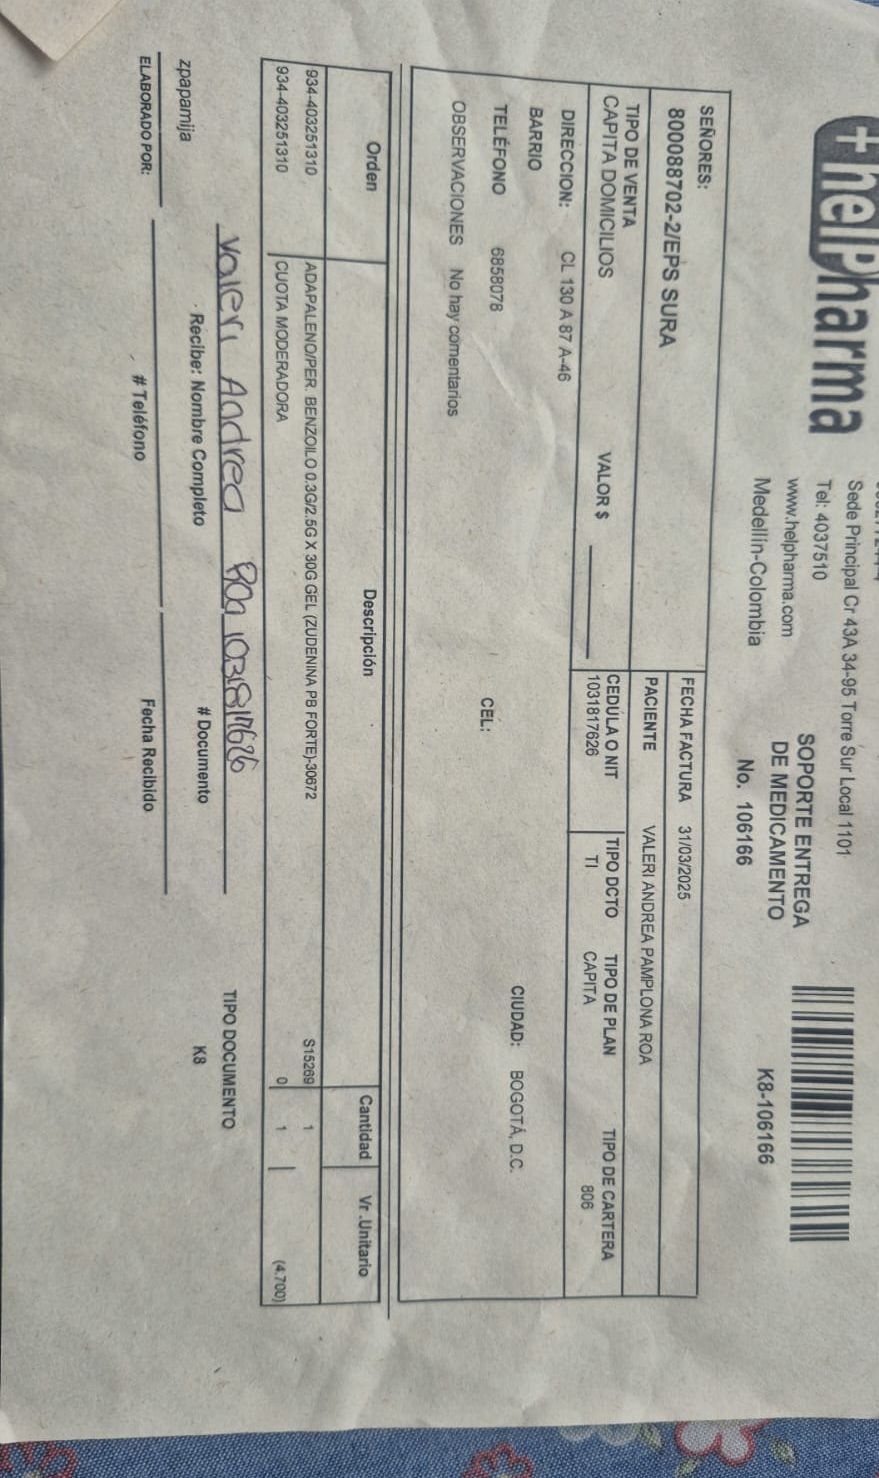 +helPharma
Sede Principal Cr 43A 34-95 Torre Sur Local 1101
Tel: 4037510
www.helpharma.com
Medellín-Colombia
SOPORTE ENTREGA
DE MEDICAMENTO
No. 106166
K8-106166
SEÑORES:
800088702-2/EPS SURA
FECHA FACTURA 31/03/2025
PACIENTE VALERI ANDREA PAMPLONA ROA
TIPO DE VENTA
CAPITA DOMICILIOS
VALOR $
CEDULA O NIT TIPO DCTO TIPO DE PLAN TIPO DE CARTERA
1031817626 TI CAPITA 806
DIRECCION: CL 130 A 87 A-46
BARRIO CIUDAD: BOGOTÁ, D.C.
TELÉFONO 6858078 CEL:
OBSERVACIONES No hay comentarios
Orden Descripción Cantidad Vr .Unitario
934-403251310 ADAPALENO/PER. BENZOILO 0.3G/2.5G X 30G GEL (ZUDENINA PB FORTE)-30672 S15269 1
934-403251310 CUOTA MODERADORA 0 1 (4.700)
Valeri Andrea Roa 1031817626
Recibe: Nombre Completo # Documento
TIPO DOCUMENTO
K8
zpapamija
ELABORADO POR: # Teléfono Fecha Recibido